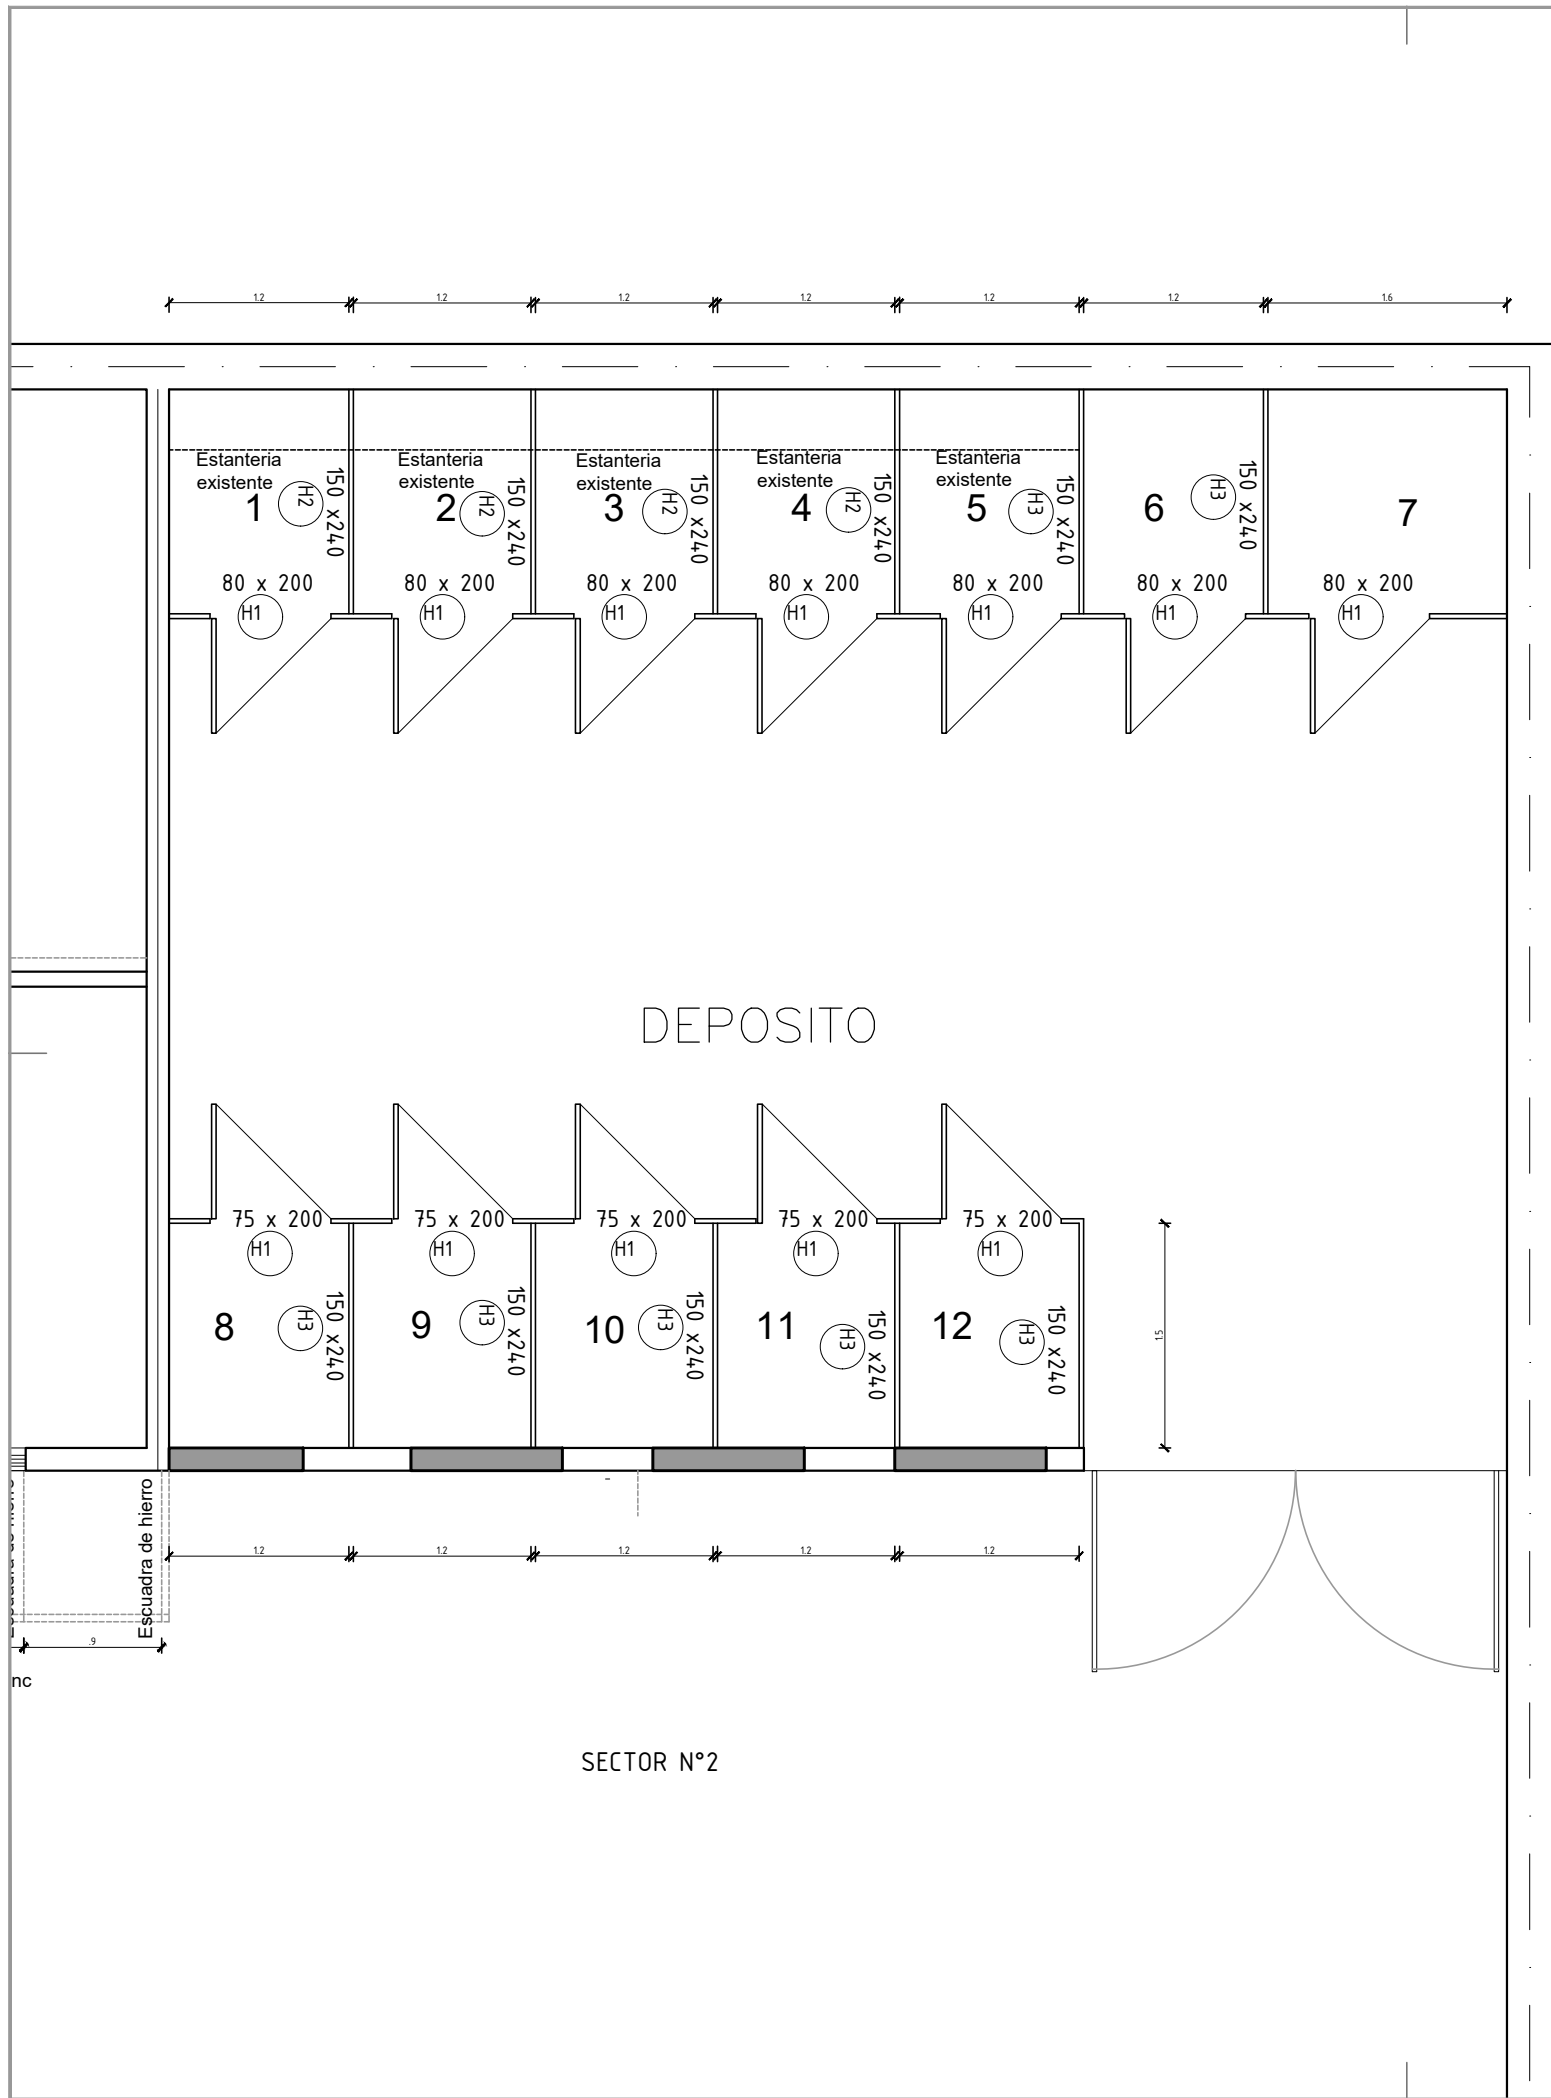 1.2
1.2
1.2
1.2
1.2
1.2
1.6
Estanteria
existente
Estanteria
existente
Estanteria
existente
Estanteria
existente
Estanteria
existente
1
H2
150 x240
2
H2
150 x240
3
H2
150 x240
4
H2
150 x240
5
H3
150 x240
6
H3
150 x240
7
80 x 200
H1
80 x 200
H1
80 x 200
H1
80 x 200
H1
80 x 200
H1
80 x 200
H1
80 x 200
H1
DEPOSITO
75 x 200
H1
75 x 200
H1
75 x 200
H1
75 x 200
H1
75 x 200
H1
8
H3
150 x240
9
H3
150 x240
10
H3
150 x240
11
H3
150 x240
12
H3
150 x240
1.5
Escuadra de hierro
1.2
1.2
1.2
1.2
1.2
.9
nc
SECTOR N°2